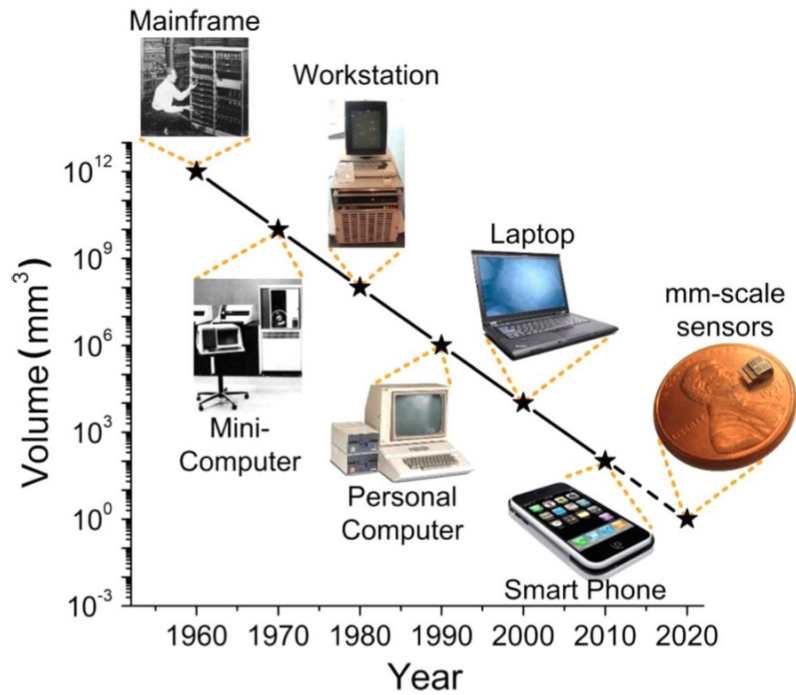 Mainframe
Workstation
Laptop
mm-scale
sensors
Mini-
Computer
Personal
Computer
Smart Phone
Volume (mm³)
10¹²
10⁹
10⁶
10³
10⁰
10⁻³
1960 1970 1980 1990 2000 2010 2020
Year